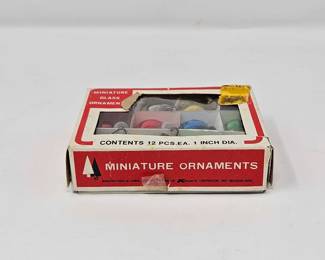 MINIATURE
GLASS
ORNAMENTS
CONTENTS 12 PCS.EA. 1 INCH DIA.
MINIATURE ORNAMENTS